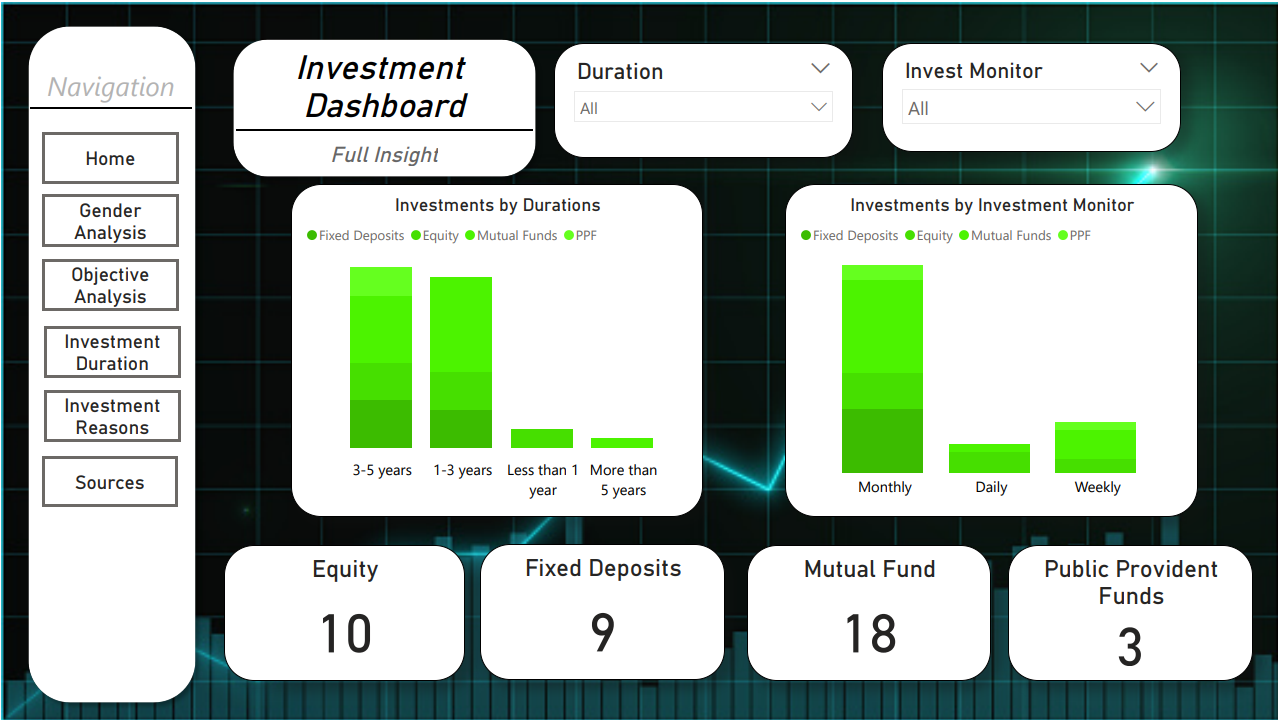 Navigation
Home
Gender
Analysis
Objective
Analysis
Investment
Duration
Investment
Reasons
Sources
Investment
Dashboard
Full Insight
Duration
All
Invest Monitor
All
Investments by Durations
Fixed Deposits Equity Mutual Funds PPF
3-5 years 1-3 years Less than 1 More than
year 5 years
Investments by Investment Monitor
Fixed Deposits Equity Mutual Funds PPF
Monthly Daily Weekly
Equity
10
Fixed Deposits
9
Mutual Fund
18
Public Provident
Funds
3